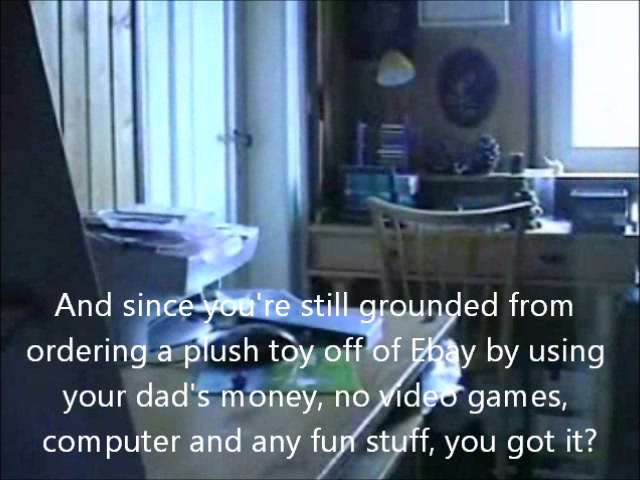 And since you're still grounded from
ordering a plush toy off of Ebay by using
your dad's money, no video games,
computer and any fun stuff, you got it?